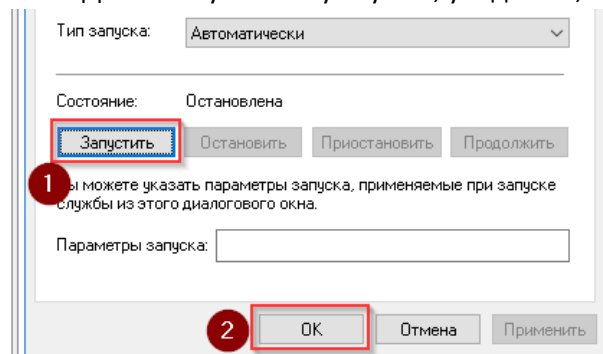 Тип запуска: Автоматически
Состояние: Остановлена
Запустить Остановить Приостановить Продолжить
1
ы можете указать параметры запуска, применяемые при запуске
службы из этого диалогового окна.
Параметры запуска:
2 OK Отмена Применить